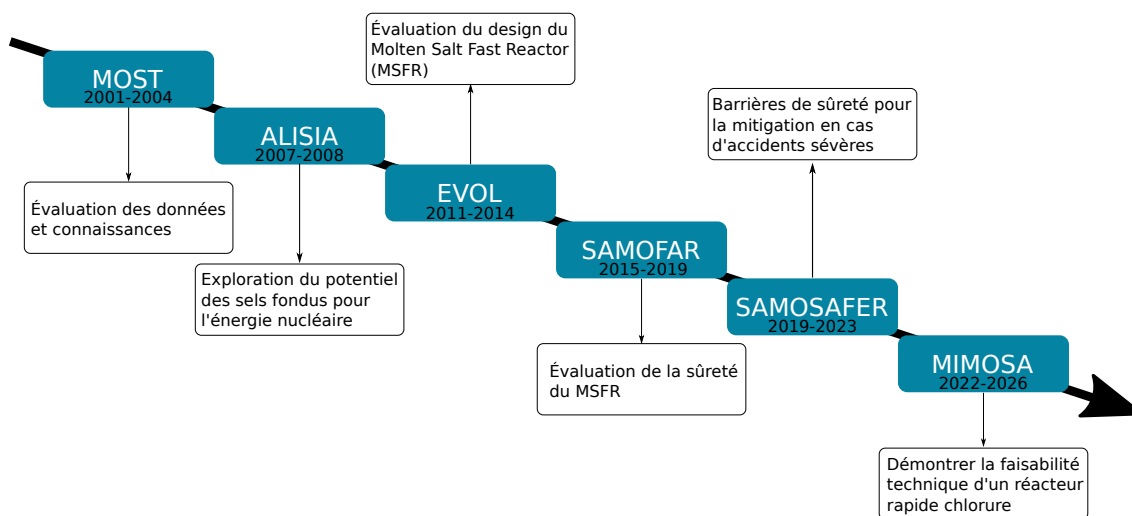 MOST
2001-2004
Évaluation des données
et connaissances
ALISIA
2007-2008
Exploration du potentiel
des sels fondus pour
l'énergie nucléaire
Évaluation du design du
Molten Salt Fast Reactor
(MSFR)
EVOL
2011-2014
SAMOFAR
2015-2019
Évaluation de la sûreté
du MSFR
Barrières de sûreté pour
la mitigation en cas
d'accidents sévères
SAMOSAFER
2019-2023
MIMOSA
2022-2026
Démontrer la faisabilité
technique d'un réacteur
rapide chlorure